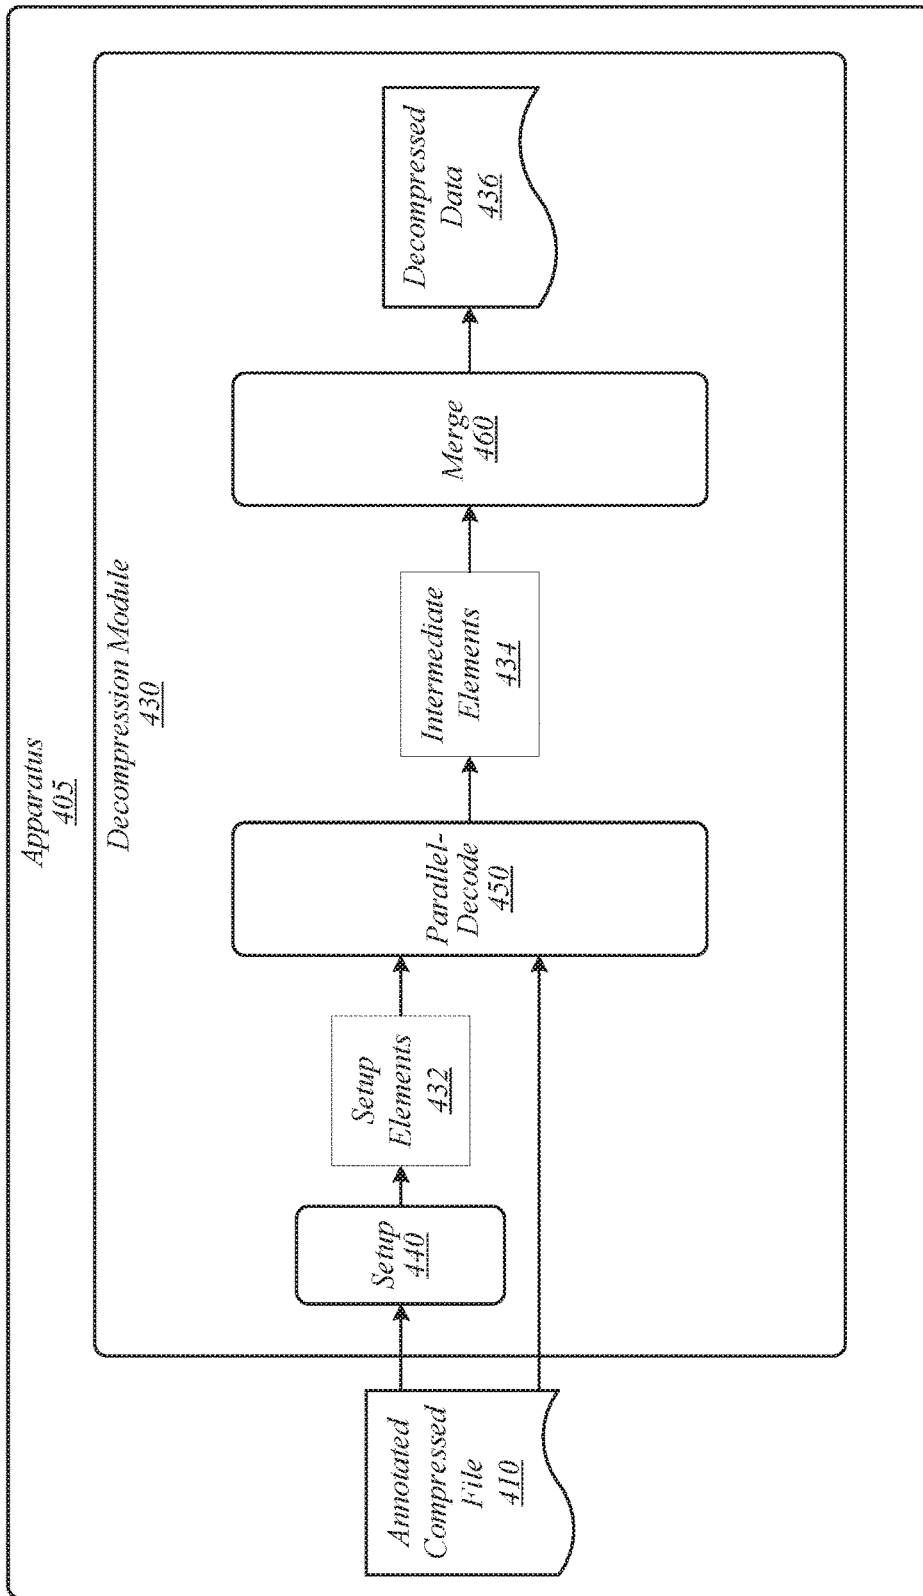 Apparatus
405
Decompression Module
430
Annotated
Compressed
File
410
Setup
440
Setup
Elements
432
Parallel-
Decode
450
Intermediate
Elements
434
Merge
460
Decompressed
Data
436